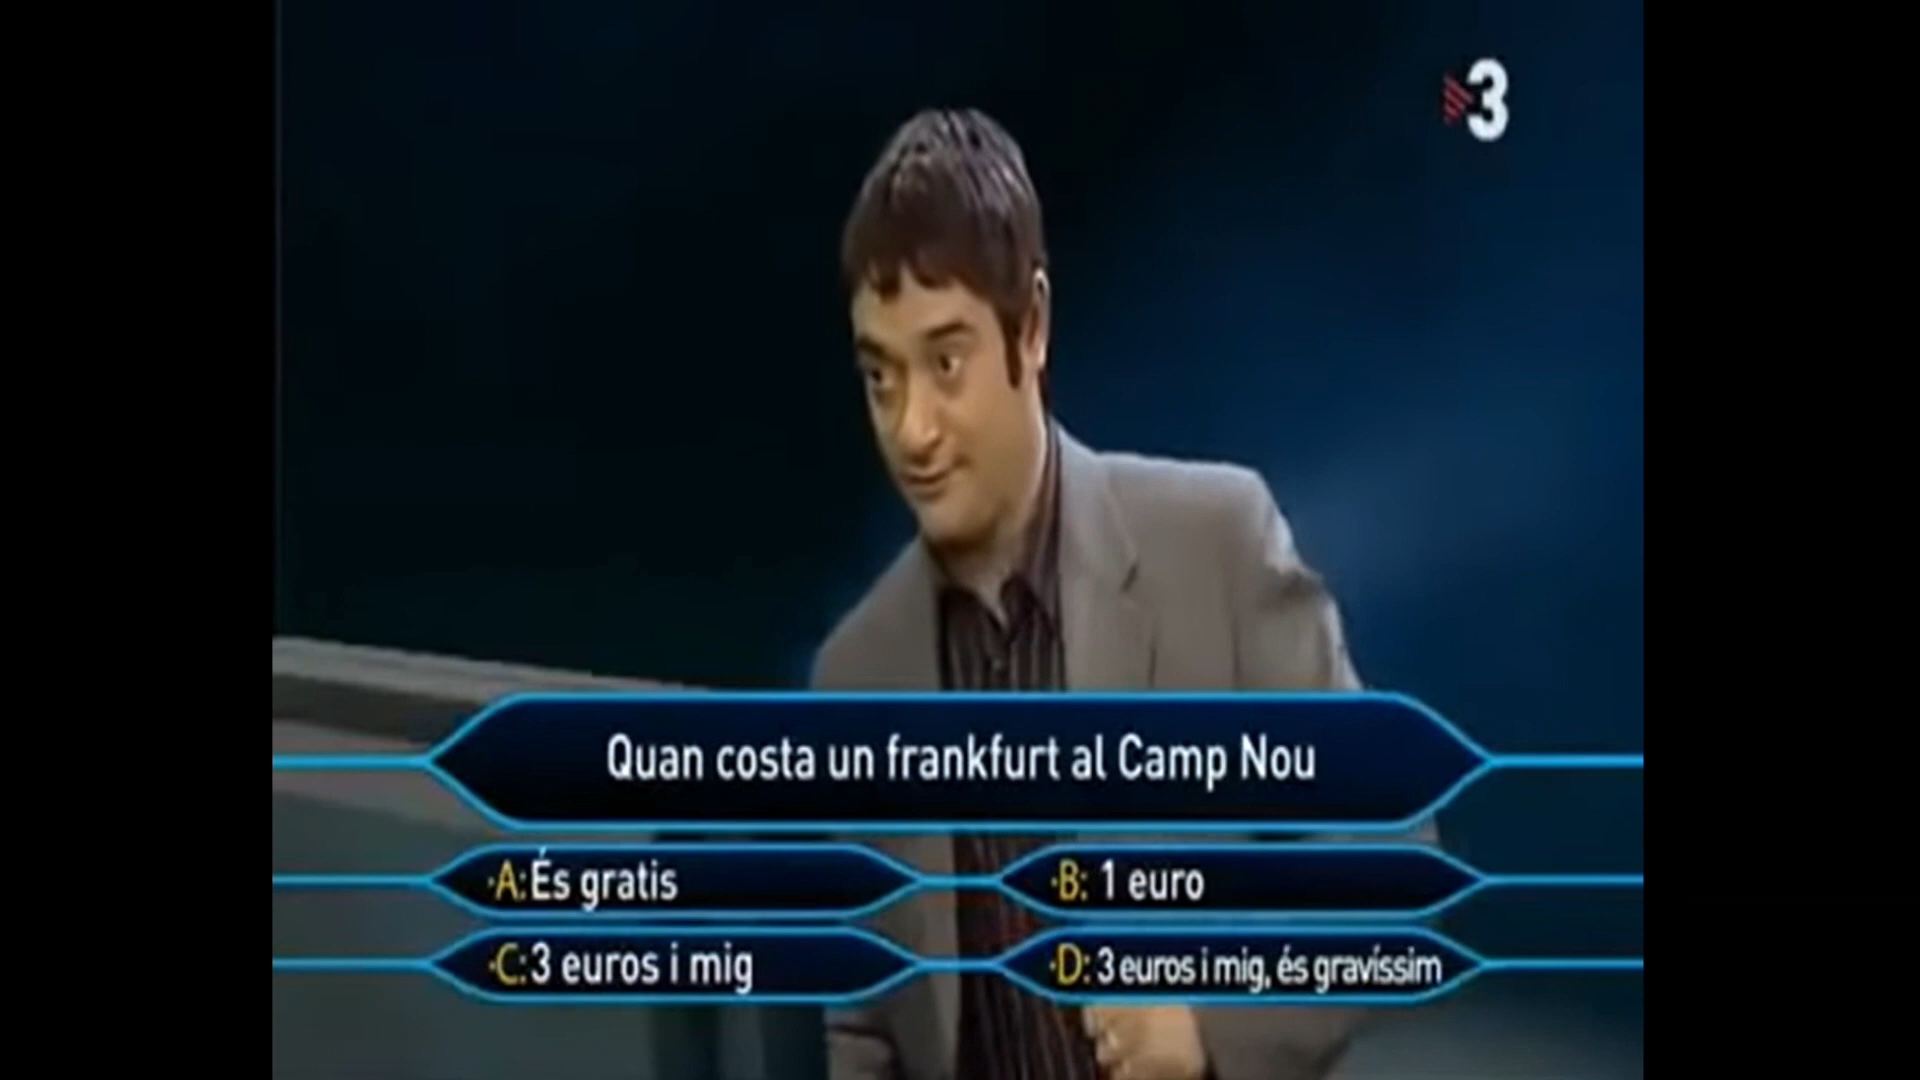 3
Quan costa un frankfurt al Camp Nou
·A: És gratis
·B: 1 euro
·C: 3 euros i mig
·D: 3 euros i mig, és gravíssim